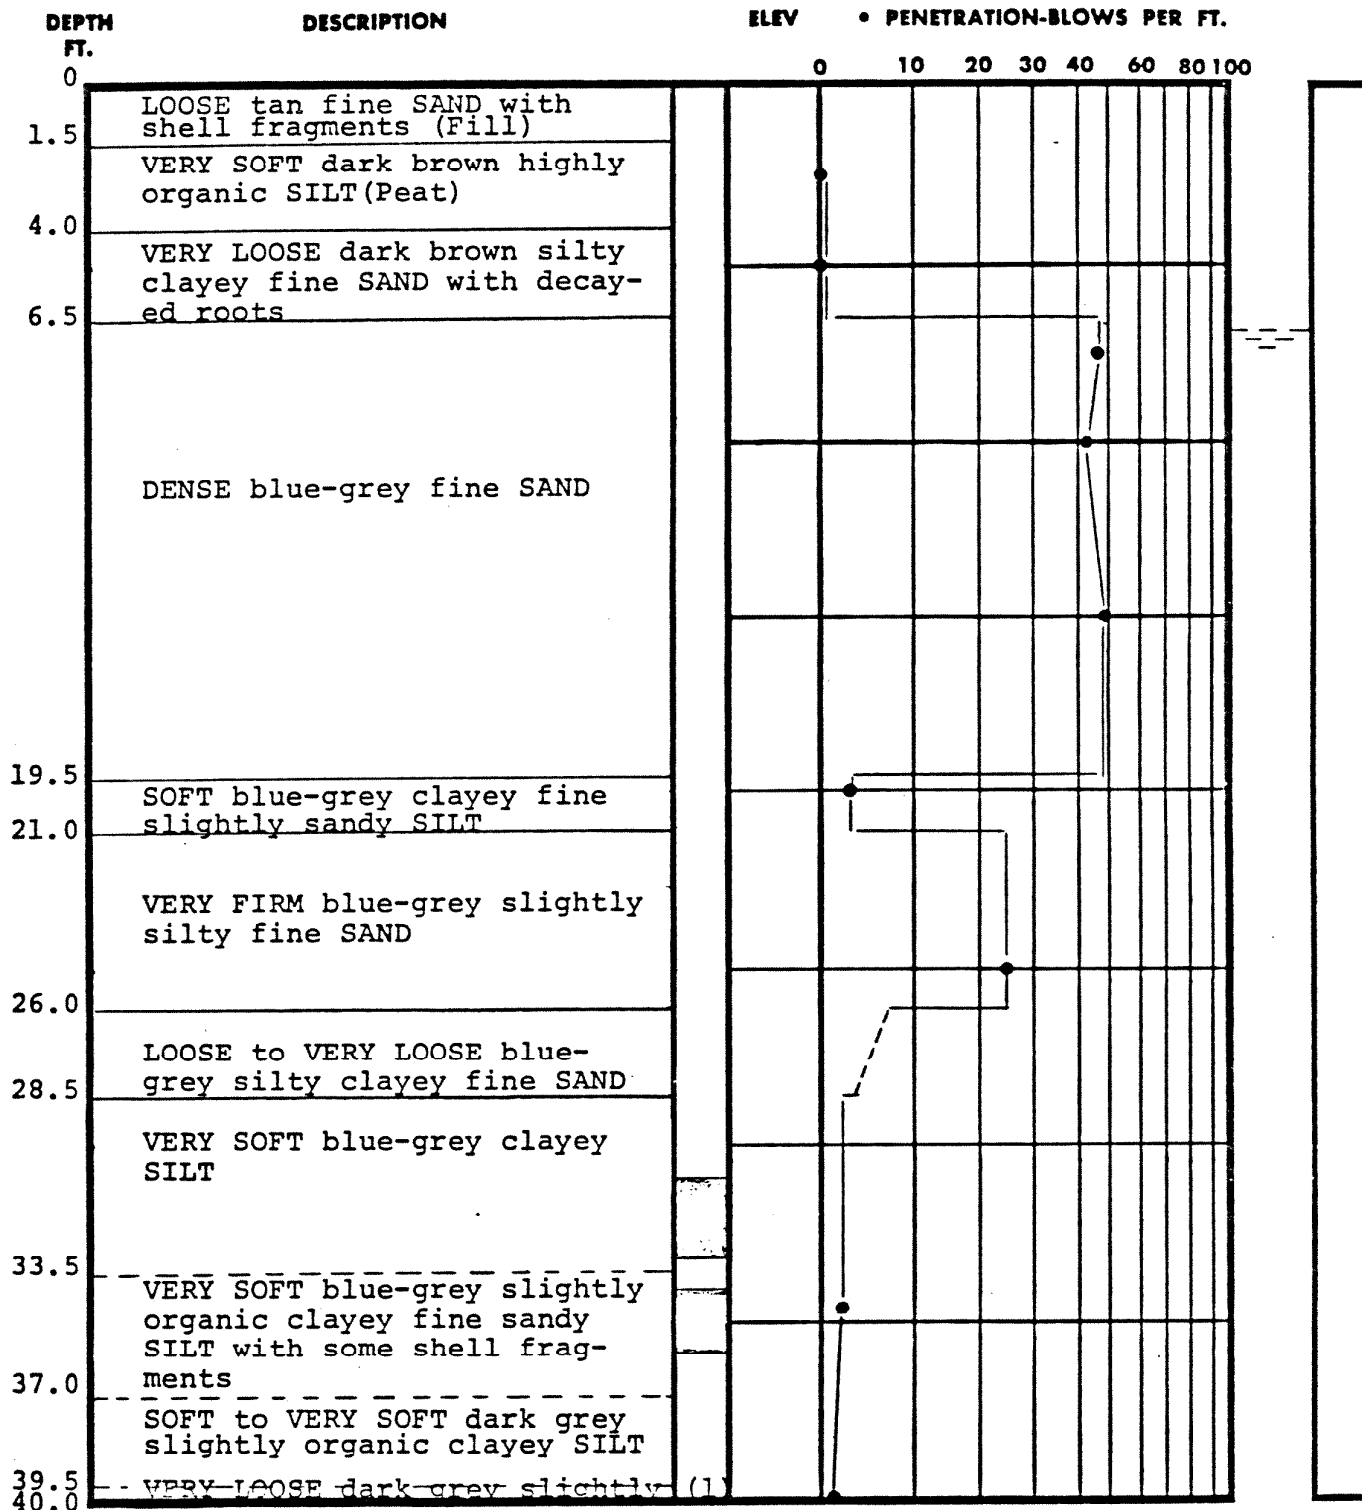 DEPTH FT. DESCRIPTION ELEV • PENETRATION-BLOWS PER FT.
0 0 10 20 30 40 60 80 100
LOOSE tan fine SAND with
shell fragments (Fill)
1.5
VERY SOFT dark brown highly
organic SILT(Peat)
4.0
VERY LOOSE dark brown silty
clayey fine SAND with decay-
ed roots
6.5
DENSE blue-grey fine SAND
19.5
SOFT blue-grey clayey fine
slightly sandy SILT
21.0
VERY FIRM blue-grey slightly
silty fine SAND
26.0
LOOSE to VERY LOOSE blue-
grey silty clayey fine SAND
28.5
VERY SOFT blue-grey clayey
SILT
33.5
VERY SOFT blue-grey slightly
organic clayey fine sandy
SILT with some shell frag-
ments
37.0
SOFT to VERY SOFT dark grey
slightly organic clayey SILT
39.5
VERY LOOSE dark grey slightly (1)
40.0